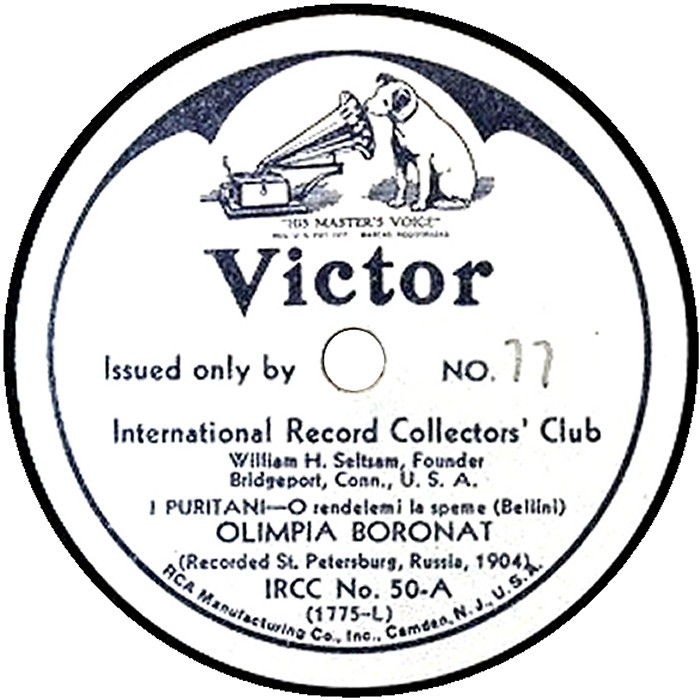 "HIS MASTER'S VOICE"
Victor
Issued only by NO. 77
International Record Collectors' Club
William H. Seltsam, Founder
Bridgeport, Conn., U. S. A.
I PURITANI—O rendetemi la speme (Bellini)
OLIMPIA BORONAT
(Recorded St. Petersburg, Russia, 1904)
IRCC No. 50-A
(1775-L)
RCA Manufacturing Co., Inc., Camden, N. J., U. S. A.